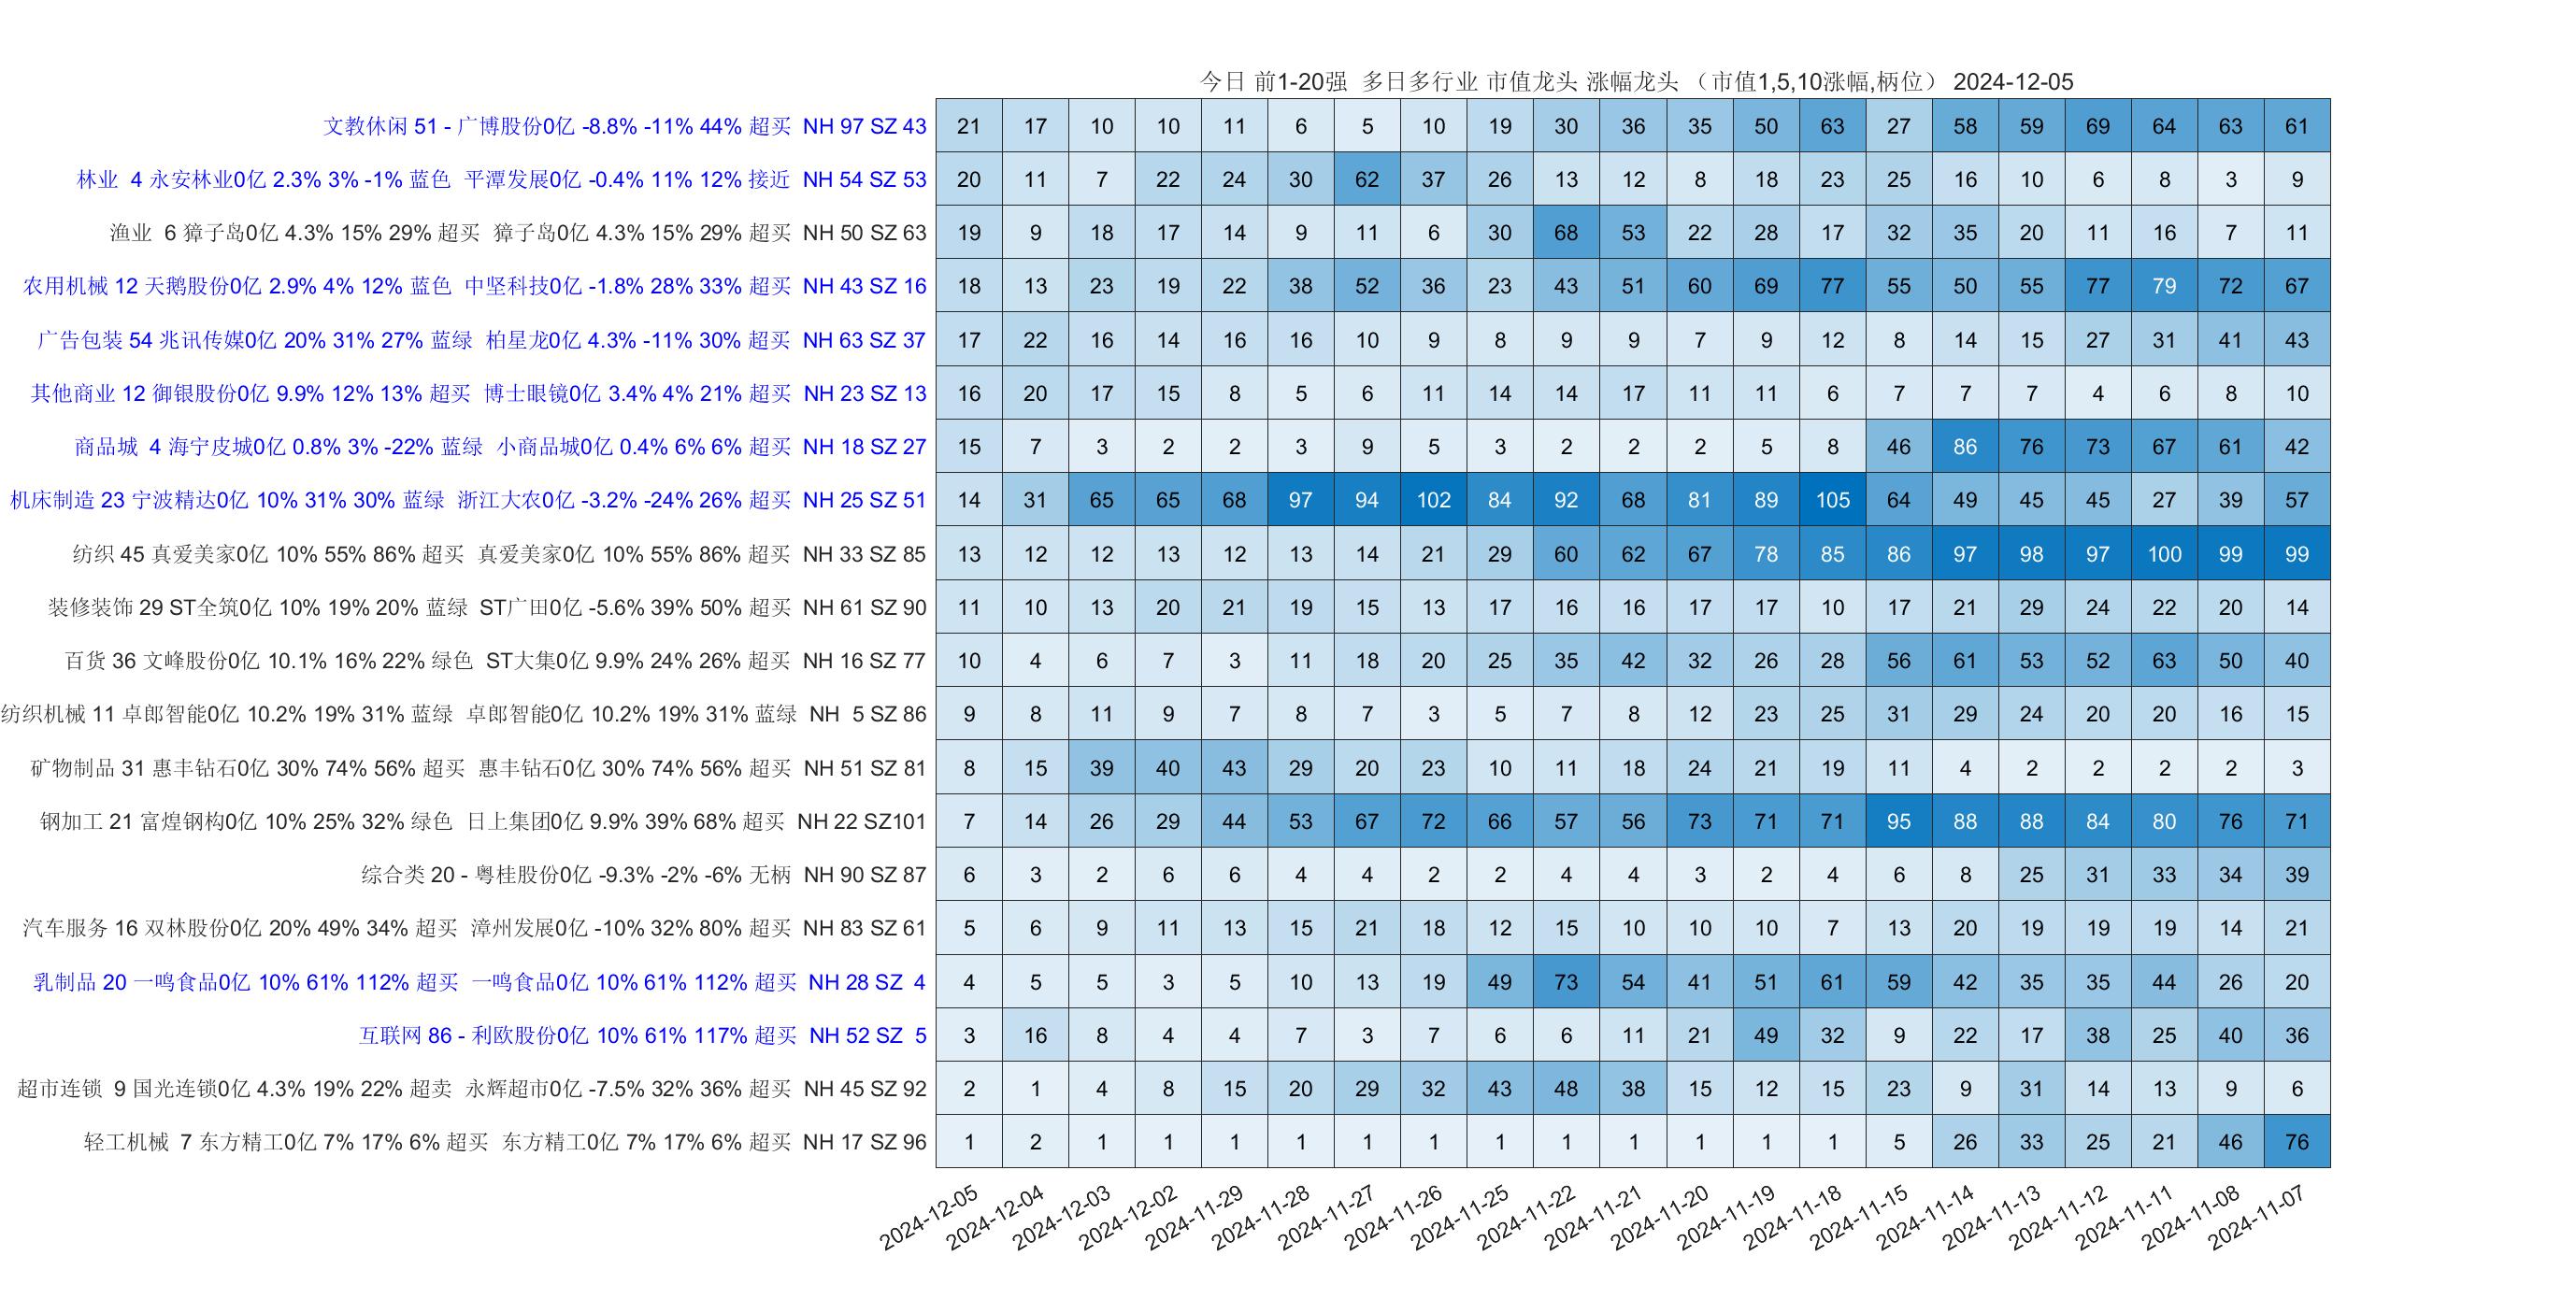 今日 前1-20强 多日多行业 市值龙头 涨幅龙头 （市值1,5,10涨幅,柄位） 2024-12-05
文教休闲 51 - 广博股份0亿 -8.8% -11% 44% 超买 NH 97 SZ 43 21 17 10 10 11 6 5 10 19 30 36 35 50 63 27 58 59 69 64 63 61
林业 4 永安林业0亿 2.3% 3% -1% 蓝色 平潭发展0亿 -0.4% 11% 12% 接近 NH 54 SZ 53 20 11 7 22 24 30 62 37 26 13 12 8 18 23 25 16 10 6 8 3 9
渔业 6 獐子岛0亿 4.3% 15% 29% 超买 獐子岛0亿 4.3% 15% 29% 超买 NH 50 SZ 63 19 9 18 17 14 9 11 6 30 68 53 22 28 17 32 35 20 11 16 7 11
农用机械 12 天鹅股份0亿 2.9% 4% 12% 蓝色 中坚科技0亿 -1.8% 28% 33% 超买 NH 43 SZ 16 18 13 23 19 22 38 52 36 23 43 51 60 69 77 55 50 55 77 79 72 67
广告包装 54 兆讯传媒0亿 20% 31% 27% 蓝绿 柏星龙0亿 4.3% -11% 30% 超买 NH 63 SZ 37 17 22 16 14 16 16 10 9 8 9 9 7 9 12 8 14 15 27 31 41 43
其他商业 12 御银股份0亿 9.9% 12% 13% 超买 博士眼镜0亿 3.4% 4% 21% 超买 NH 23 SZ 13 16 20 17 15 8 5 6 11 14 14 17 11 11 6 7 7 7 4 6 8 10
商品城 4 海宁皮城0亿 0.8% 3% -22% 蓝绿 小商品城0亿 0.4% 6% 6% 超买 NH 18 SZ 27 15 7 3 2 2 3 9 5 3 2 2 2 5 8 46 86 76 73 67 61 42
机床制造 23 宁波精达0亿 10% 31% 30% 蓝绿 浙江大农0亿 -3.2% -24% 26% 超买 NH 25 SZ 51 14 31 65 65 68 97 94 102 84 92 68 81 89 105 64 49 45 45 27 39 57
纺织 45 真爱美家0亿 10% 55% 86% 超买 真爱美家0亿 10% 55% 86% 超买 NH 33 SZ 85 13 12 12 13 12 13 14 21 29 60 62 67 78 85 86 97 98 97 100 99 99
装修装饰 29 ST全筑0亿 10% 19% 20% 蓝绿 ST广田0亿 -5.6% 39% 50% 超买 NH 61 SZ 90 11 10 13 20 21 19 15 13 17 16 16 17 17 10 17 21 29 24 22 20 14
百货 36 文峰股份0亿 10.1% 16% 22% 绿色 ST大集0亿 9.9% 24% 26% 超买 NH 16 SZ 77 10 4 6 7 3 11 18 20 25 35 42 32 26 28 56 61 53 52 63 50 40
纺织机械 11 卓郎智能0亿 10.2% 19% 31% 蓝绿 卓郎智能0亿 10.2% 19% 31% 蓝绿 NH 5 SZ 86 9 8 11 9 7 8 7 3 5 7 8 12 23 25 31 29 24 20 20 16 15
矿物制品 31 惠丰钻石0亿 30% 74% 56% 超买 惠丰钻石0亿 30% 74% 56% 超买 NH 51 SZ 81 8 15 39 40 43 29 20 23 10 11 18 24 21 19 11 4 2 2 2 2 3
钢加工 21 富煌钢构0亿 10% 25% 32% 绿色 日上集团0亿 9.9% 39% 68% 超买 NH 22 SZ101 7 14 26 29 44 53 67 72 66 57 56 73 71 71 95 88 88 84 80 76 71
综合类 20 - 粤桂股份0亿 -9.3% -2% -6% 无柄 NH 90 SZ 87 6 3 2 6 6 4 4 2 2 4 4 3 2 4 6 8 25 31 33 34 39
汽车服务 16 双林股份0亿 20% 49% 34% 超买 漳州发展0亿 -10% 32% 80% 超买 NH 83 SZ 61 5 6 9 11 13 15 21 18 12 15 10 10 10 7 13 20 19 19 19 14 21
乳制品 20 一鸣食品0亿 10% 61% 112% 超买 一鸣食品0亿 10% 61% 112% 超买 NH 28 SZ 4 4 5 5 3 5 10 13 19 49 73 54 41 51 61 59 42 35 35 44 26 20
互联网 86 - 利欧股份0亿 10% 61% 117% 超买 NH 52 SZ 5 3 16 8 4 4 7 3 7 6 6 11 21 49 32 9 22 17 38 25 40 36
超市连锁 9 国光连锁0亿 4.3% 19% 22% 超卖 永辉超市0亿 -7.5% 32% 36% 超买 NH 45 SZ 92 2 1 4 8 15 20 29 32 43 48 38 15 12 15 23 9 31 14 13 9 6
轻工机械 7 东方精工0亿 7% 17% 6% 超买 东方精工0亿 7% 17% 6% 超买 NH 17 SZ 96 1 2 1 1 1 1 1 1 1 1 1 1 1 1 5 26 33 25 21 46 76
2024-12-05 2024-12-04 2024-12-03 2024-12-02 2024-11-29 2024-11-28 2024-11-27 2024-11-26 2024-11-25 2024-11-22 2024-11-21 2024-11-20 2024-11-19 2024-11-18 2024-11-15 2024-11-14 2024-11-13 2024-11-12 2024-11-11 2024-11-08 2024-11-07